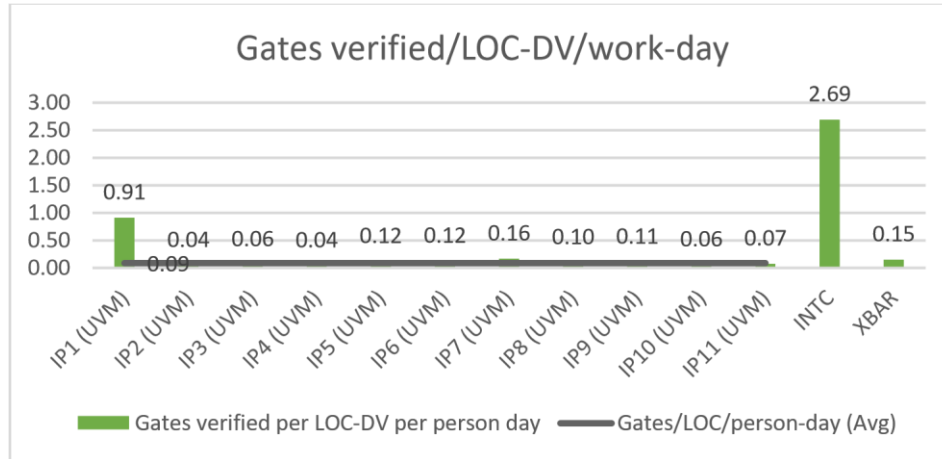 Gates verified/LOC-DV/work-day
3.00
2.50
2.00
1.50
1.00
0.50
0.00
0.91
0.09
0.04
0.06
0.04
0.12
0.12
0.16
0.10
0.11
0.06
0.07
2.69
0.15
IP1 (UVM)
IP2 (UVM)
IP3 (UVM)
IP4 (UVM)
IP5 (UVM)
IP6 (UVM)
IP7 (UVM)
IP8 (UVM)
IP9 (UVM)
IP10 (UVM)
IP11 (UVM)
INTC
XBAR
Gates verified per LOC-DV per person day
Gates/LOC/person-day (Avg)